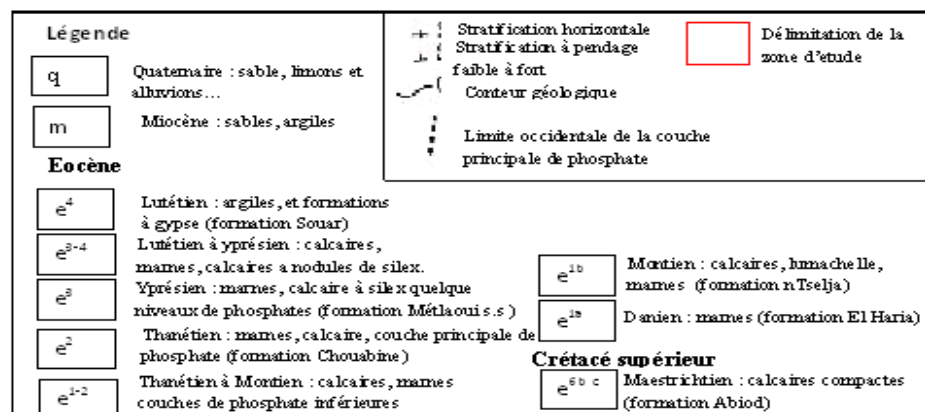 Légende
q
Quaternaire : sable, limons et
alluvions...
m
Miocène : sables, argiles
Eocène
e4
Lutétien : argiles, et formations
à gypse (formation Souar)
e3-4
Lutétien à yprésien : calcaires,
marnes, calcaires a nodules de silex.
e3
Yprésien : marnes, calcaire à silex quelque
niveaux de phosphates (formation Métlaoui s.s)
e2
Thanétien : marnes, calcaire, couche principale de
phosphate (formation Chouabine)
e1-2
Thanétien à Montien : calcaires, marnes
couches de phosphate inférieures
Stratification horizontale
Stratification à pendage
faible à fort
Conteur géologique
Limite occidentale de la couche
principale de phosphate
Délimitation de la
zone d'étude
e1b
Montien : calcaires, lumachelle,
marnes (formation nTselja)
e1a
Danien : marnes (formation El Haria)
Crétacé supérieur
e6b c
Maestrichtien : calcaires compactes
(formation Abiod)